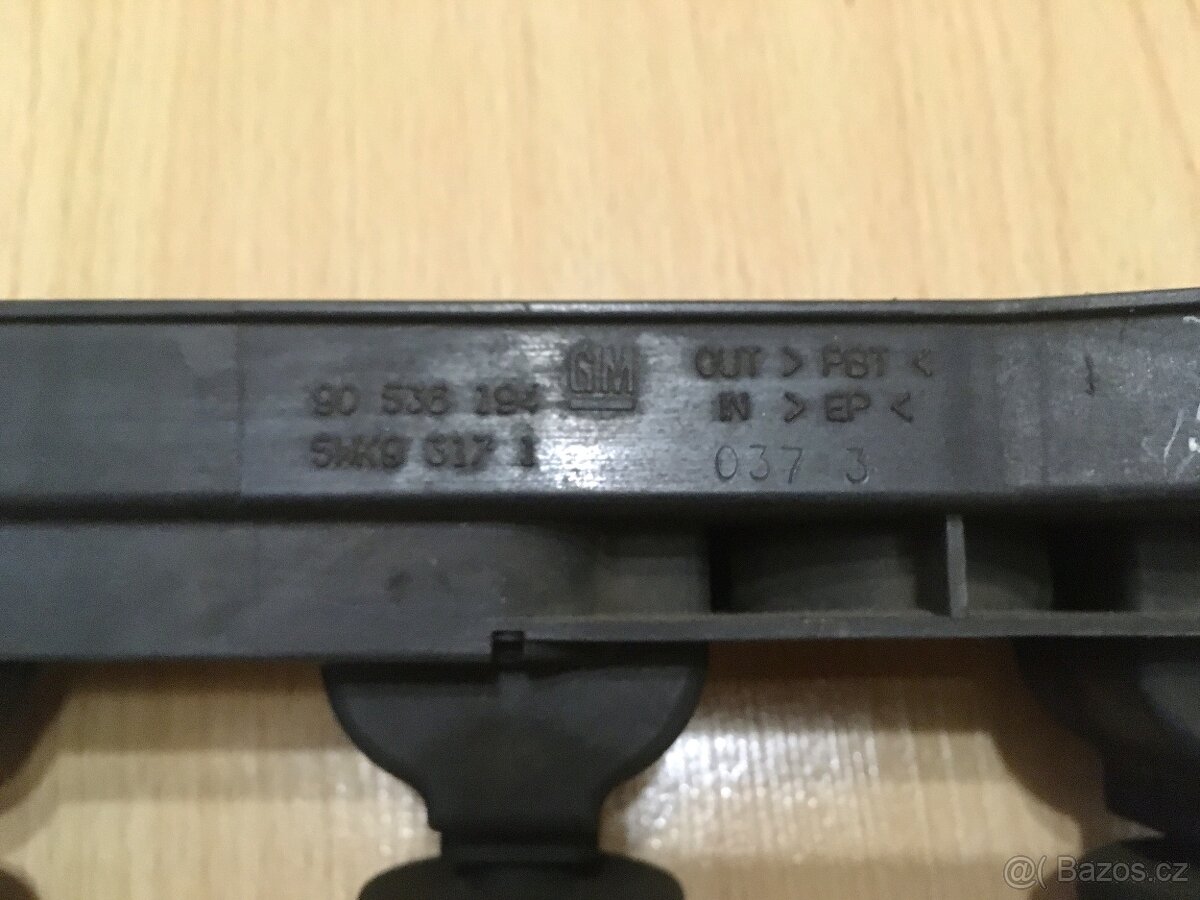 90 536 194
5WK9 317 1
GM
OUT > PBT <
IN > EP <
037 3
@( Bazos.cz